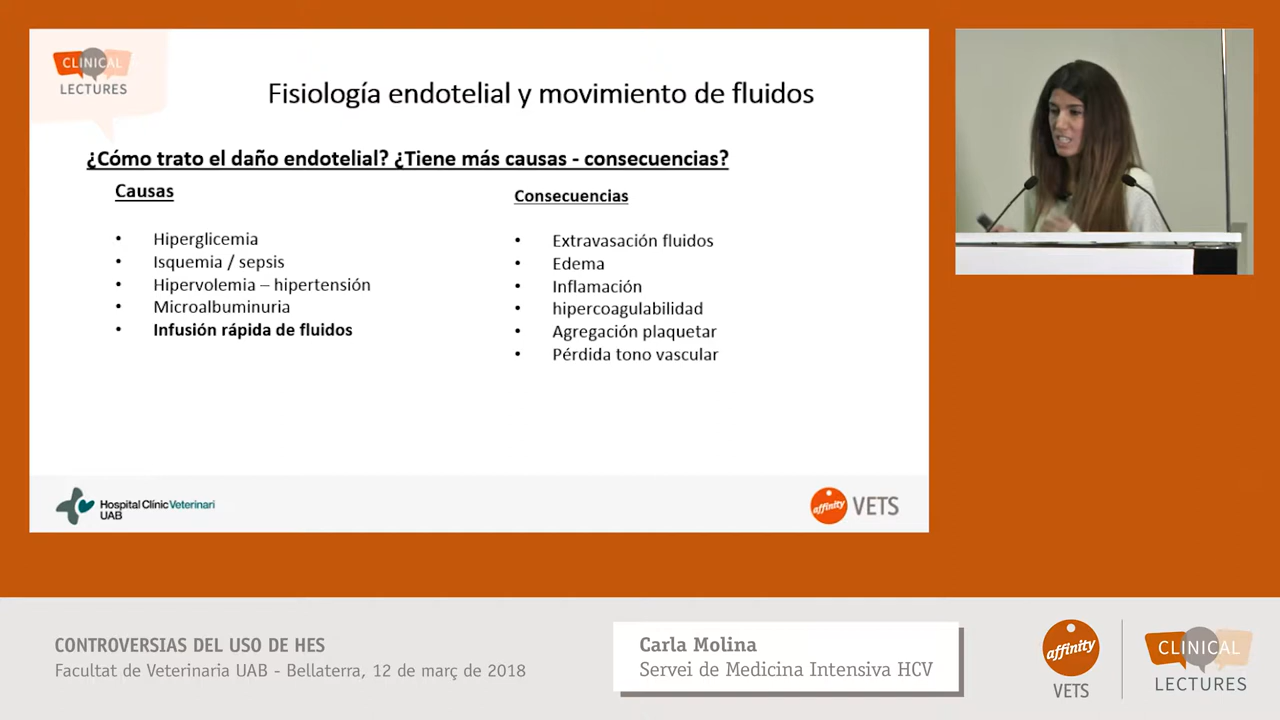 CLINICAL
LECTURES
Fisiología endotelial y movimiento de fluidos
¿Cómo trato el daño endotelial? ¿Tiene más causas - consecuencias?
Causas
• Hiperglicemia
• Isquemia / sepsis
• Hipervolemia – hipertensión
• Microalbuminuria
• Infusión rápida de fluidos
Consecuencias
• Extravasación fluidos
• Edema
• Inflamación
• hipercoagulabilidad
• Agregación plaquetar
• Pérdida tono vascular
Hospital Clínic Veterinari
UAB
affinity VETS
CONTROVERSIAS DEL USO DE HES
Facultat de Veterinaria UAB - Bellaterra, 12 de març de 2018
Carla Molina
Servei de Medicina Intensiva HCV
affinity
VETS
CLINICAL
LECTURES